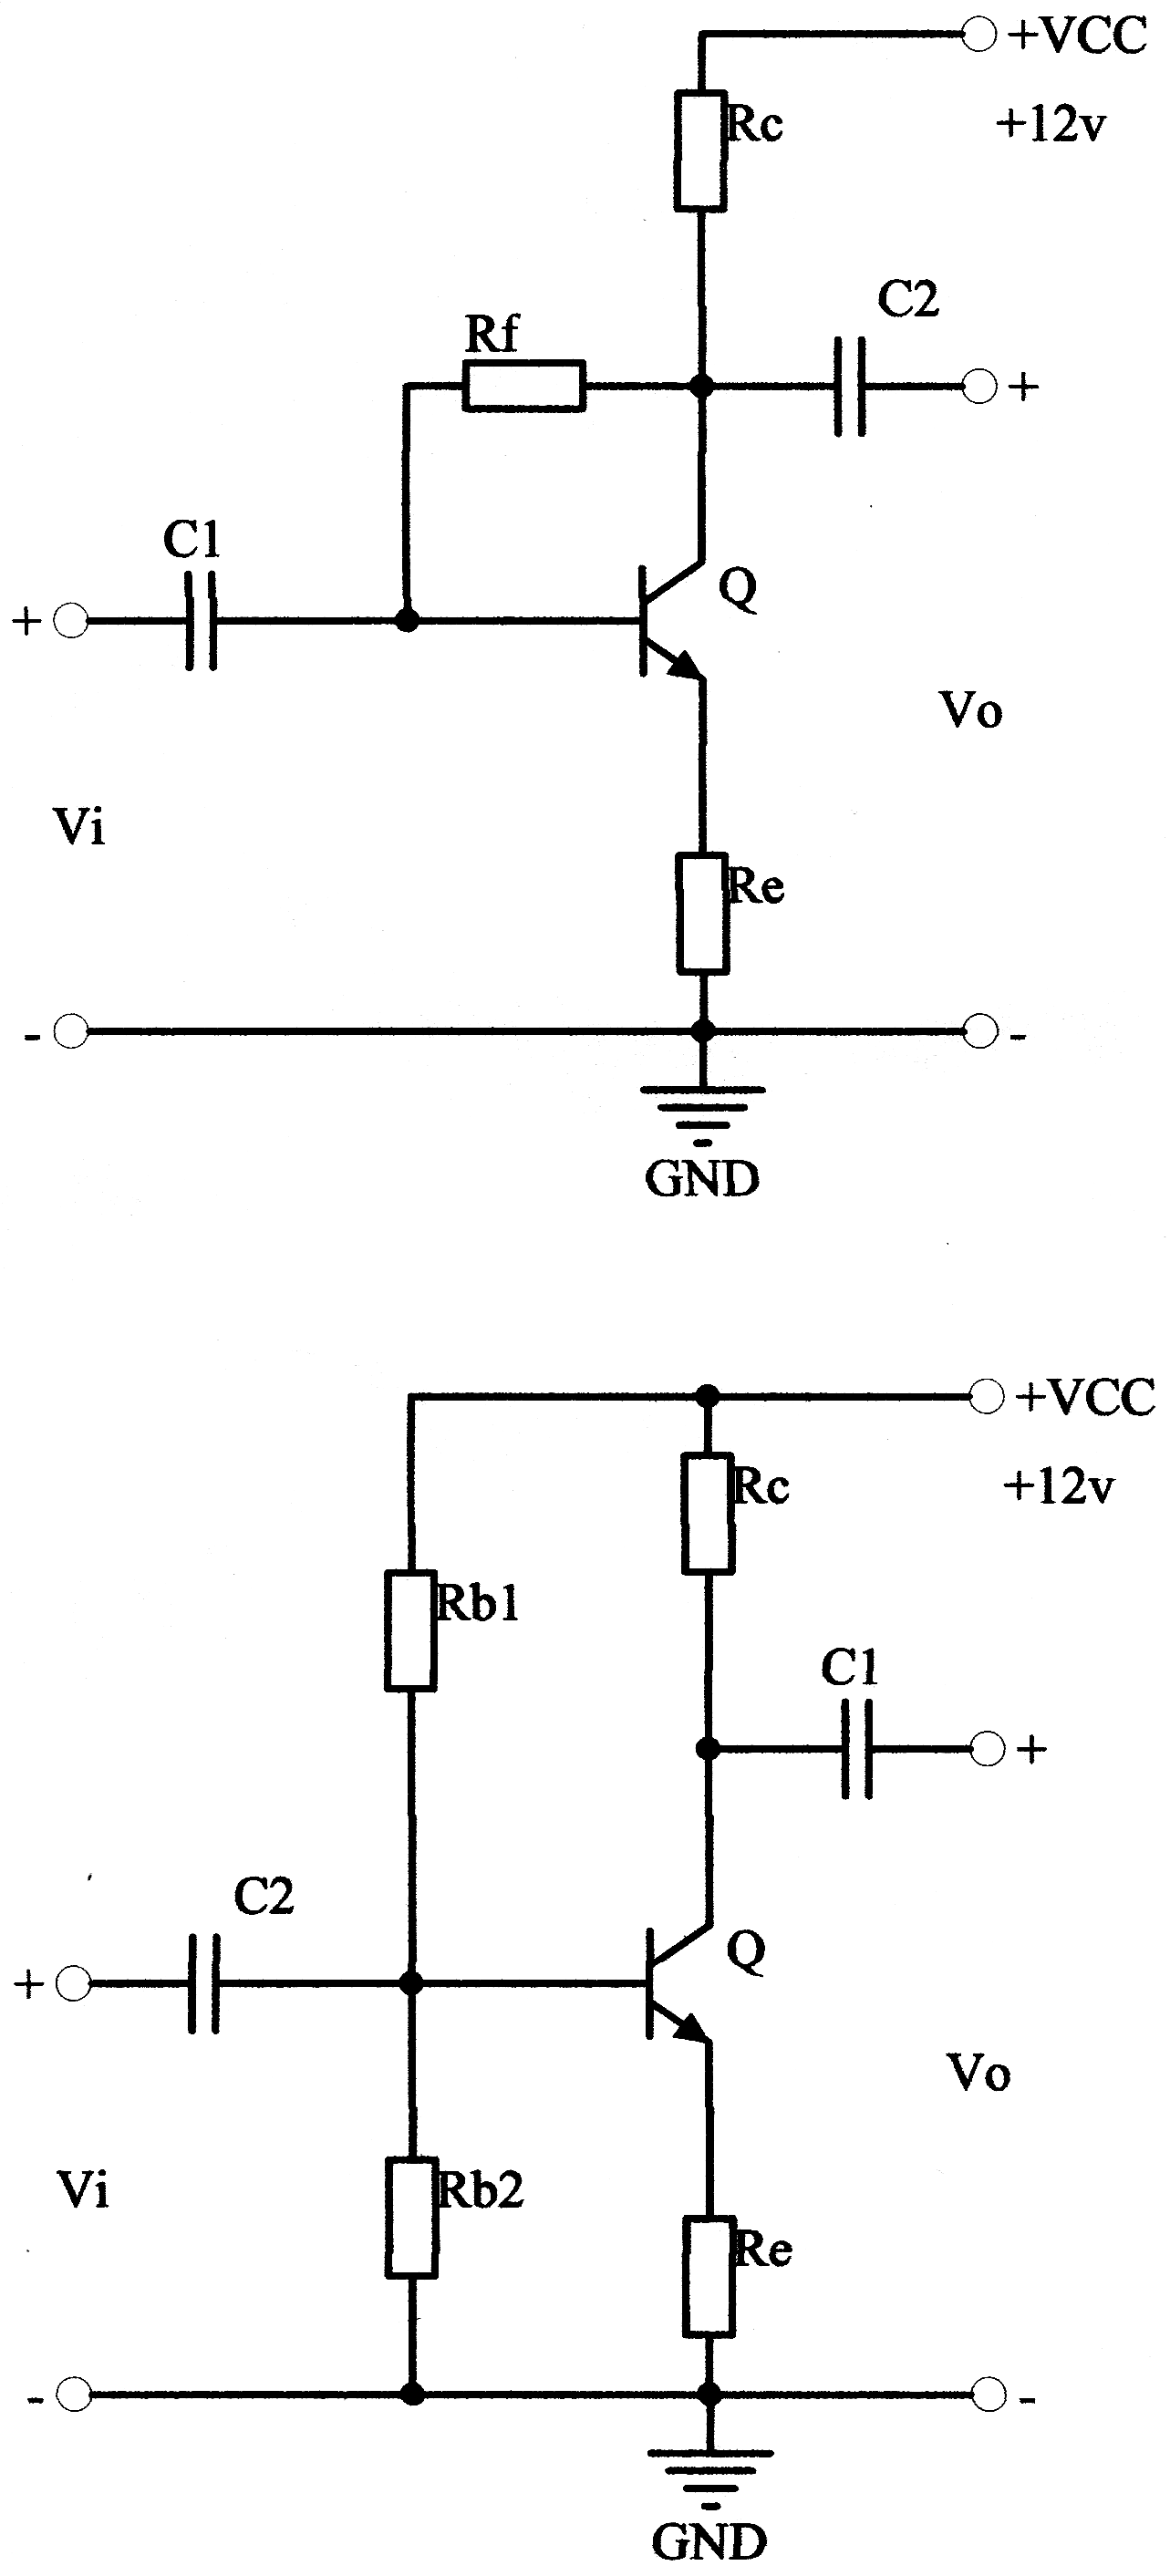 +VCC
Rc
+12v
C2
Rf
+
C1
Q
+
Vo
Vi
Re
-
-
GND
+VCC
Rc
+12v
Rb1
C1
+
C2
Q
+
Vo
Vi
Rb2
Re
-
-
GND